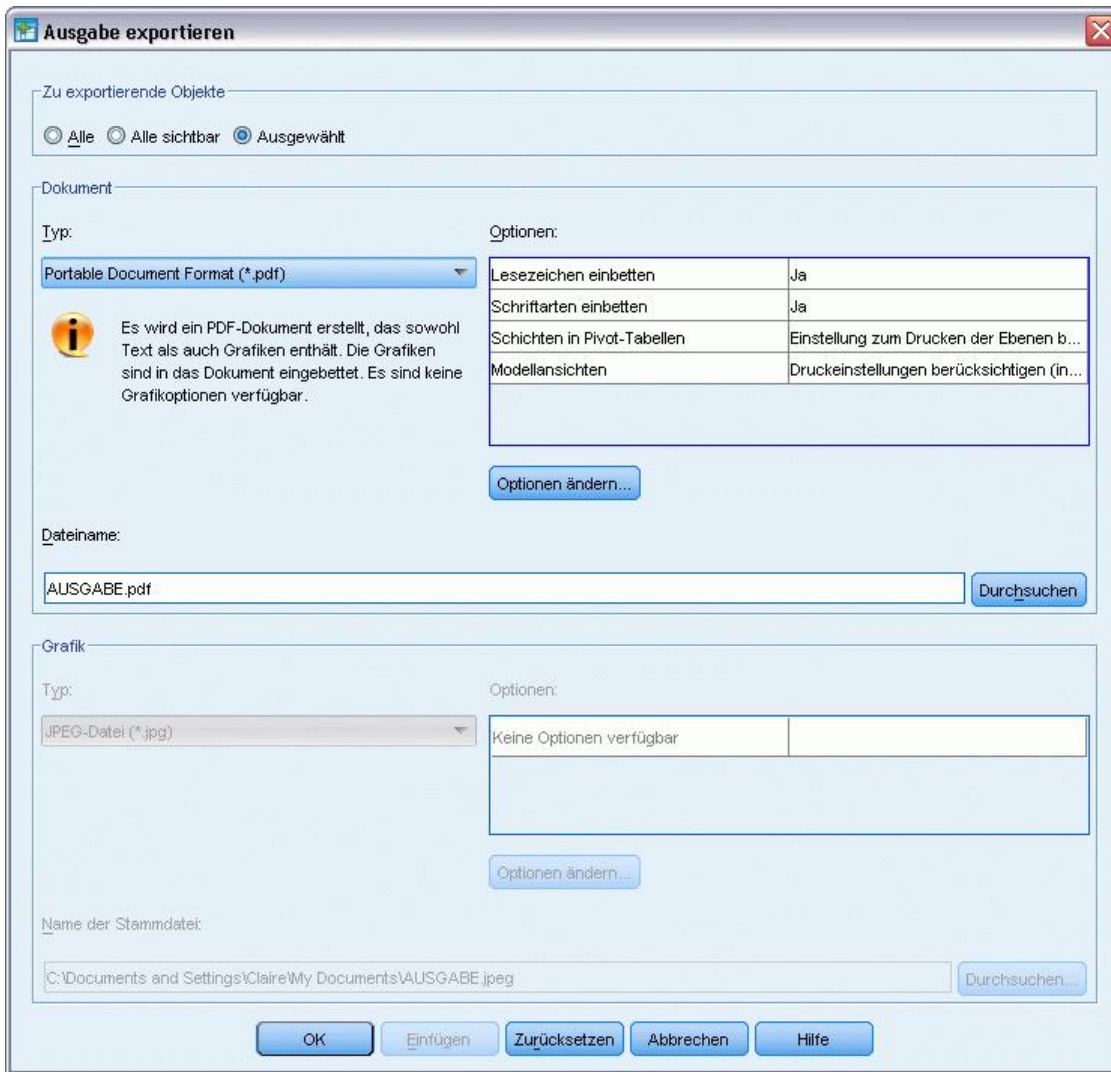 Ausgabe exportieren
Zu exportierende Objekte
Alle Alle sichtbar Ausgewählt
Dokument
Typ:
Optionen:
Portable Document Format (*.pdf)
Lesezeichen einbetten Ja
Schriftarten einbetten Ja
Schichten in Pivot-Tabellen Einstellung zum Drucken der Ebenen b...
Modellansichten Druckeinstellungen berücksichtigen (in...
Es wird ein PDF-Dokument erstellt, das sowohl
Text als auch Grafiken enthält. Die Grafiken
sind in das Dokument eingebettet. Es sind keine
Grafikoptionen verfügbar.
Optionen ändern...
Dateiname:
AUSGABE.pdf
Durchsuchen
Grafik
Typ:
Optionen:
JPEG-Datei (*.jpg)
Keine Optionen verfügbar
Optionen ändern...
Name der Stammdatei:
C:\Documents and Settings\Claire\My Documents\AUSGABE.jpeg
Durchsuchen...
OK Einfügen Zurücksetzen Abbrechen Hilfe